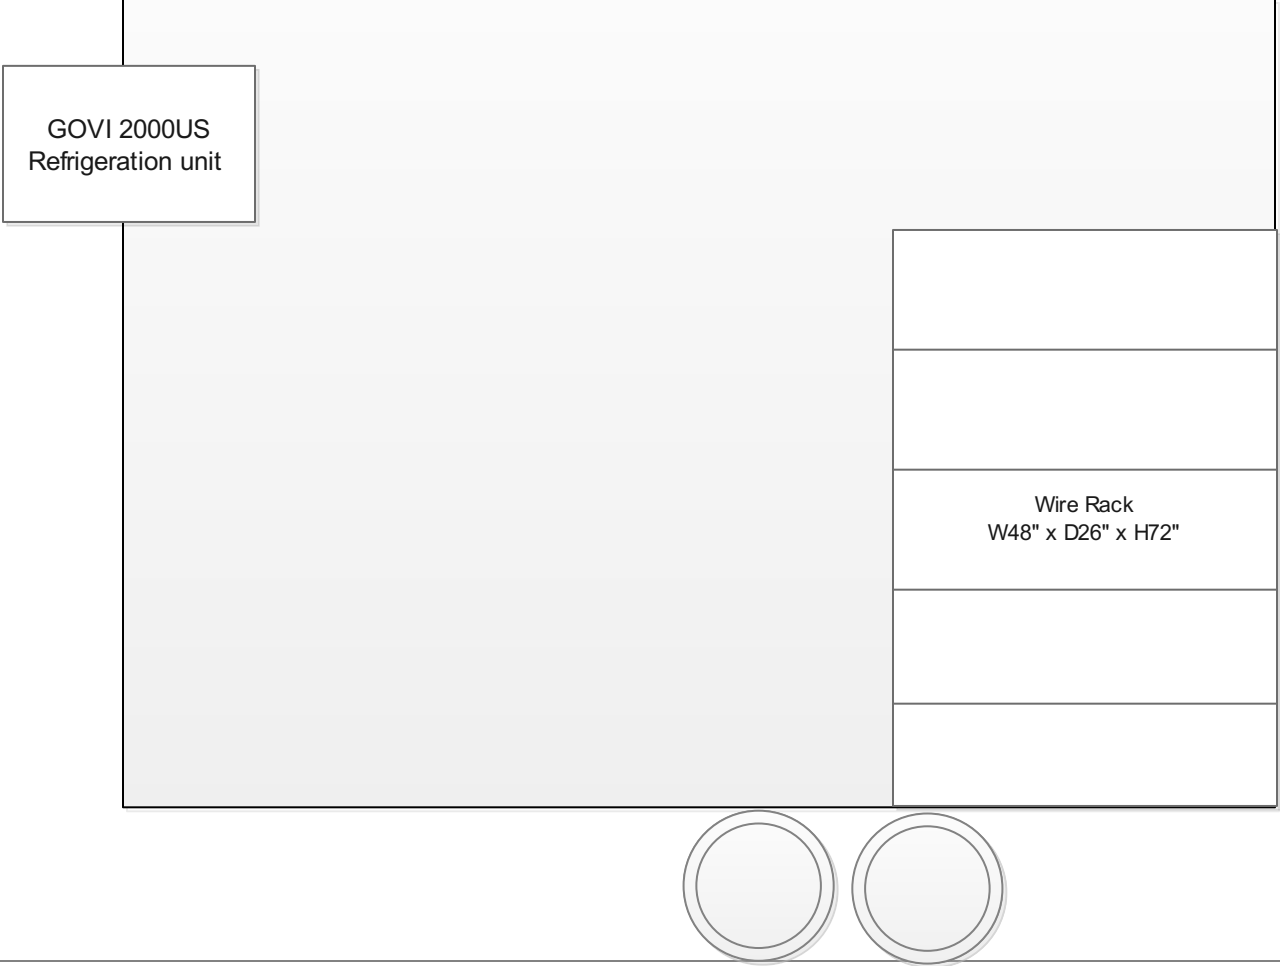 GOVI 2000US
Refrigeration unit
Wire Rack
W48" x D26" x H72"